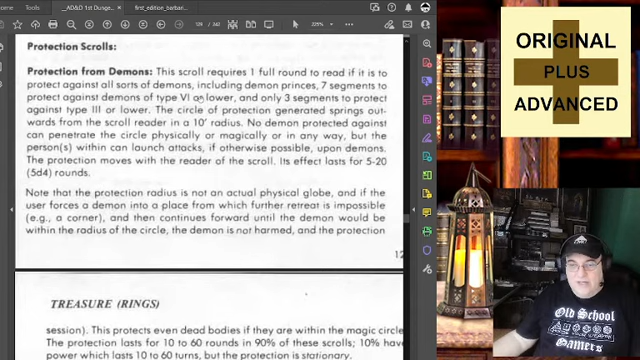 _AD&D 1st Dunge...
first_edition_barbari...
129 / 242
225%
Protection Scrolls:
Protection from Demons: This scroll requires 1 full round to read if it is to
protect against all sorts of demons, including demon princes, 7 segments to
protect against demons of type VI or lower, and only 3 segments to protect
against type III or lower. The circle of protection generated springs out-
wards from the scroll reader in a 10' radius. No demon protected against
can penetrate the circle physically or magically or in any way, but the
person(s) within can launch attacks, if otherwise possible, upon demons.
The protection moves with the reader of the scroll. Its effect lasts for 5-20
(5d4) rounds.
Note that the protection radius is not an actual physical globe, and if the
user forces a demon into a place from which further retreat is impossible
(e.g., a corner), and then continues forward until the demon would be
within the radius of the circle, the demon is not harmed, and the protection
12
TREASURE (RINGS)
session). This protects even dead bodies if they are within the magic circle
The protection lasts for 10 to 60 rounds in 90% of these scrolls; 10% have
power which lasts 10 to 60 turns, but the protection is stationary.
ORIGINAL
PLUS
ADVANCED
Old School
Gamers